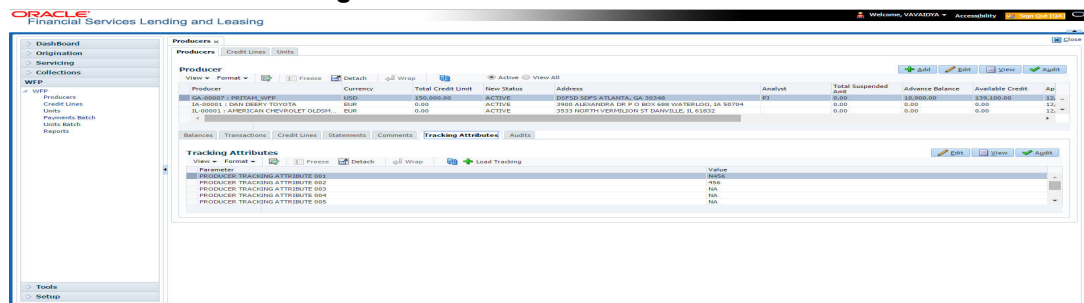 ORACLE
Financial Services Lending and Leasing
Welcome, VAVAIDYA Accessibility Sign Out [QA]
Close
DashBoard
Origination
Servicing
Collections
WFP
WFP
Producers
Credit Lines
Units
Payments Batch
Units Batch
Reports
Tools
Setup
Producers
Producers Credit Lines Units
Producer
Add Edit View Audit
View Format Freeze Detach Wrap Active View All
Producer Currency Total Credit Limit New Status Address Analyst Total Suspended Amt Advance Balance Available Credit Ap
GA-00007 : PRITAM_WFP USD 150,000.00 ACTIVE DSFSD SDFS ATLANTA, GA 30348 PJ 0.00 10,900.00 139,100.00 12,
IA-00001 : DAN DEERY TOYOTA EUR 0.00 ACTIVE 3900 ALEXANDRA DR P O BOX 688 WATERLOO, IA 50704 0.00 0.00 0.00 12,
IL-00001 : AMERICAN CHEVROLET OLDSM... EUR 0.00 ACTIVE 3533 NORTH VERMILION ST DANVILLE, IL 61832 0.00 0.00 0.00 12,
Balances Transactions Credit Lines Statements Comments Tracking Attributes Audits
Tracking Attributes
Edit View Audit
View Format Freeze Detach Wrap Load Tracking
Parameter Value
PRODUCER TRACKING ATTRIBUTE 001 N456
PRODUCER TRACKING ATTRIBUTE 002 456
PRODUCER TRACKING ATTRIBUTE 003 NA
PRODUCER TRACKING ATTRIBUTE 004 NA
PRODUCER TRACKING ATTRIBUTE 005 NA